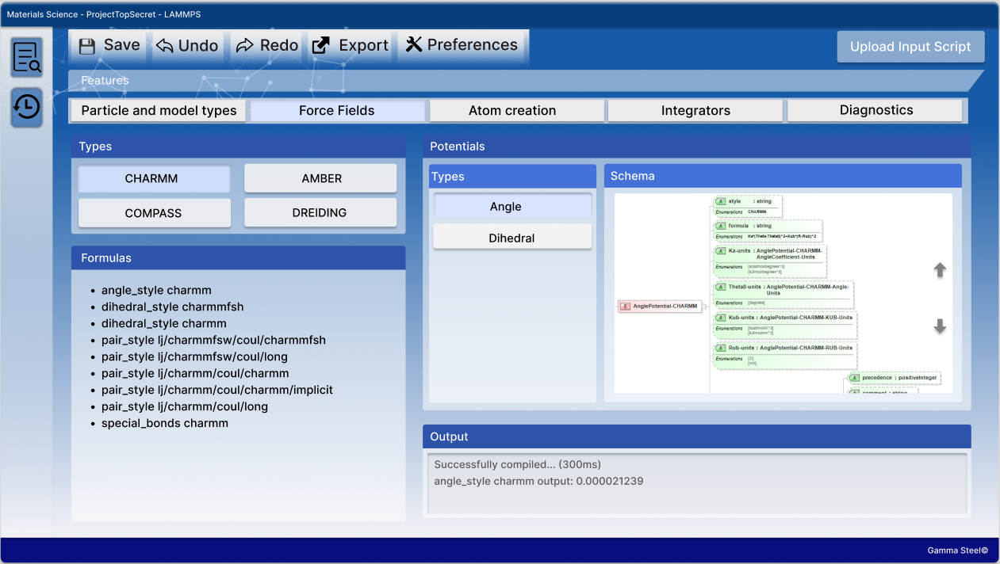 Materials Science - ProjectTopSecret - LAMMPS
Save
Undo
Redo
Export
Preferences
Upload Input Script
Features
Particle and model types
Force Fields
Atom creation
Integrators
Diagnostics
Types
CHARMM
AMBER
COMPASS
DREIDING
Formulas
angle_style charmm
dihedral_style charmmfsh
dihedral_style charmm
pair_style lj/charmmfsw/coul/charmmfsh
pair_style lj/charmmfsw/coul/long
pair_style lj/charmm/coul/charmm
pair_style lj/charmm/coul/charmm/implicit
pair_style lj/charmm/coul/long
special_bonds charmm
Potentials
Types
Angle
Dihedral
Schema
E AnglePotential-CHARMM
A style : string
Enumerations CHARMM
A formula : string
Enumerations Ka*(Theta-Theta0)^2+Kub*(R-Rub)^2
A Ka-units : AnglePotential-CHARMM-
AngleCoefficient-Units
Enumerations [kcal/mol/degree^2]
[kJ/mol/degree^2]
A Theta0-units : AnglePotential-CHARMM-Angle-
Units
Enumerations [degree]
A Kub-units : AnglePotential-CHARMM-KUB-Units
Enumerations
A Rub-units : AnglePotential-CHARMM-RUB-Units
Enumerations [Å]
[nm]
A precedence : positiveInteger
A comment : string
Output
Successfully compiled... (300ms)
angle_style charmm output: 0.000021239
Gamma Steel©